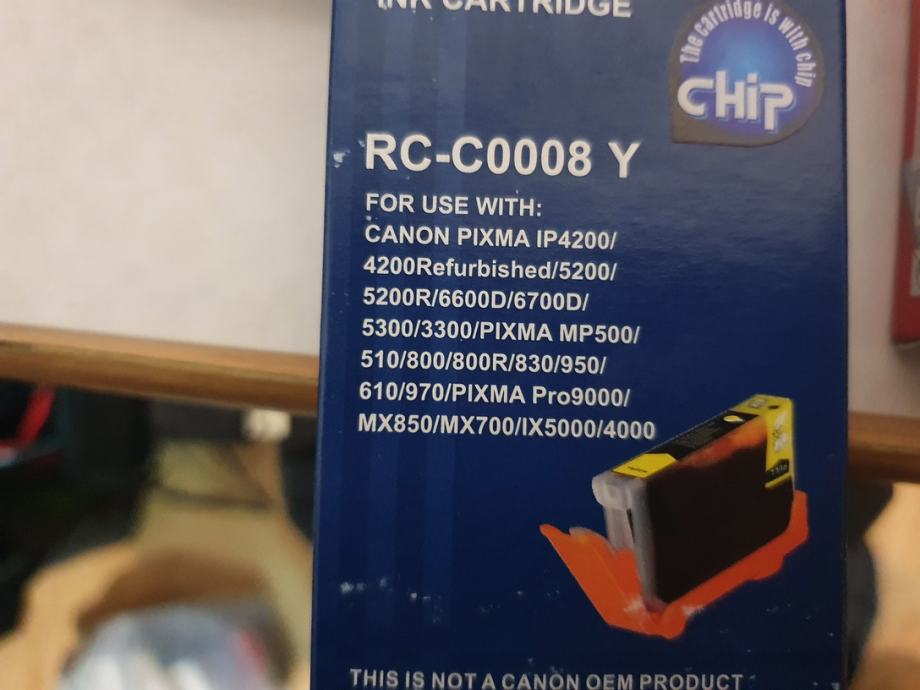 INK CARTRIDGE
The cartridge is with chip
CHIP
RC-C0008 Y
FOR USE WITH:
CANON PIXMA IP4200/
4200Refurbished/5200/
5200R/6600D/6700D/
5300/3300/PIXMA MP500/
510/800/800R/830/950/
610/970/PIXMA Pro9000/
MX850/MX700/IX5000/4000
THIS IS NOT A CANON OEM PRODUCT